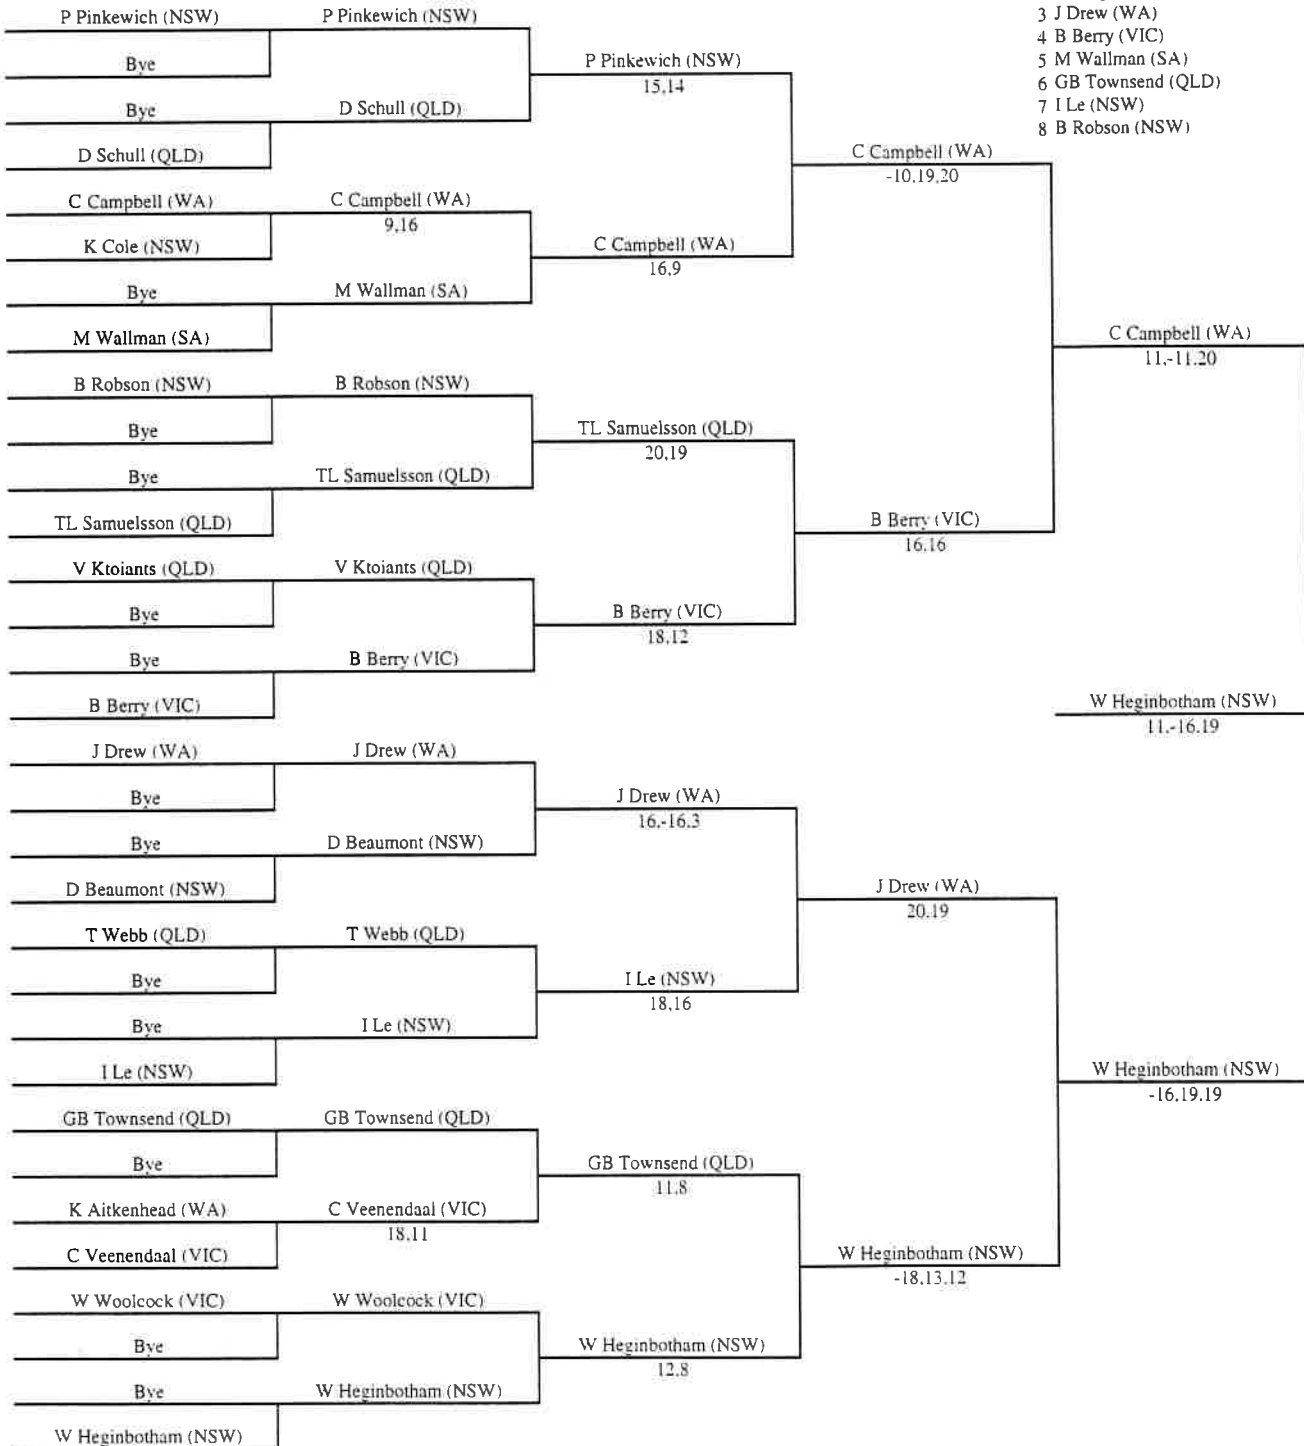 P Pinkewich (NSW)
Bye
Bye
D Schull (QLD)
C Campbell (WA)
K Cole (NSW)
Bye
M Wallman (SA)
B Robson (NSW)
Bye
Bye
TL Samuelsson (QLD)
V Ktoiants (QLD)
Bye
Bye
B Berry (VIC)
J Drew (WA)
Bye
Bye
D Beaumont (NSW)
T Webb (QLD)
Bye
Bye
I Le (NSW)
GB Townsend (QLD)
Bye
K Aitkenhead (WA)
C Veenendaal (VIC)
W Woolcock (VIC)
Bye
Bye
W Heginbotham (NSW)
P Pinkewich (NSW)
D Schull (QLD)
C Campbell (WA)
9,16
M Wallman (SA)
B Robson (NSW)
TL Samuelsson (QLD)
V Ktoiants (QLD)
B Berry (VIC)
J Drew (WA)
D Beaumont (NSW)
T Webb (QLD)
I Le (NSW)
GB Townsend (QLD)
C Veenendaal (VIC)
18,11
W Woolcock (VIC)
W Heginbotham (NSW)
P Pinkewich (NSW)
15,14
C Campbell (WA)
16,9
TL Samuelsson (QLD)
20,19
B Berry (VIC)
18,12
J Drew (WA)
16,-16,3
I Le (NSW)
18,16
GB Townsend (QLD)
11,8
W Heginbotham (NSW)
12,8
C Campbell (WA)
-10,19,20
B Berry (VIC)
16,16
J Drew (WA)
20,19
W Heginbotham (NSW)
-18,13,12
3 J Drew (WA)
4 B Berry (VIC)
5 M Wallman (SA)
6 GB Townsend (QLD)
7 I Le (NSW)
8 B Robson (NSW)
C Campbell (WA)
11,-11,20
W Heginbotham (NSW)
11,-16,19
W Heginbotham (NSW)
-16,19,19